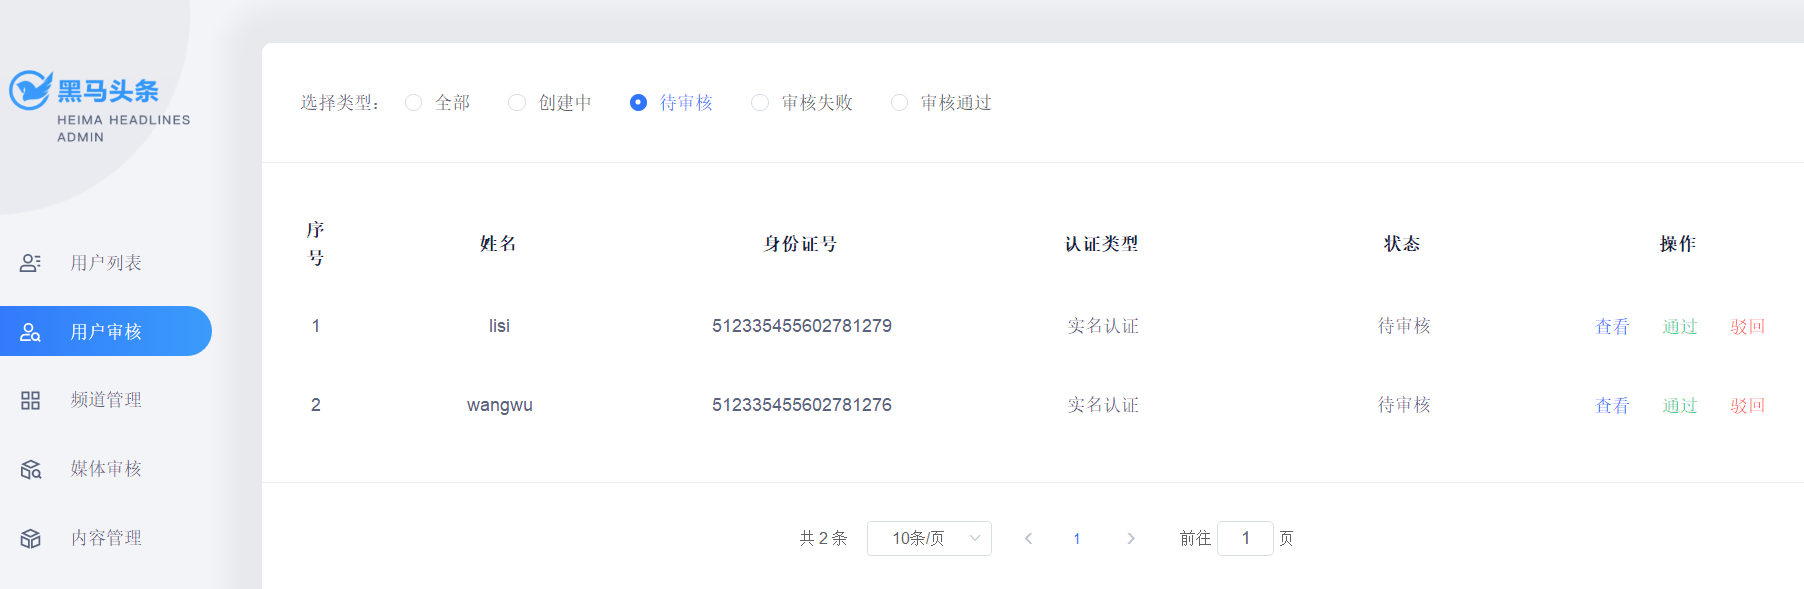 黑马头条
HEIMA HEADLINES
ADMIN
用户列表
用户审核
频道管理
媒体审核
内容管理
选择类型: 全部 创建中 待审核 审核失败 审核通过
序号 姓名 身份证号 认证类型 状态 操作
1 lisi 512335455602781279 实名认证 待审核 查看 通过 驳回
2 wangwu 512335455602781276 实名认证 待审核 查看 通过 驳回
共 2 条 10条/页 1 前往 1 页